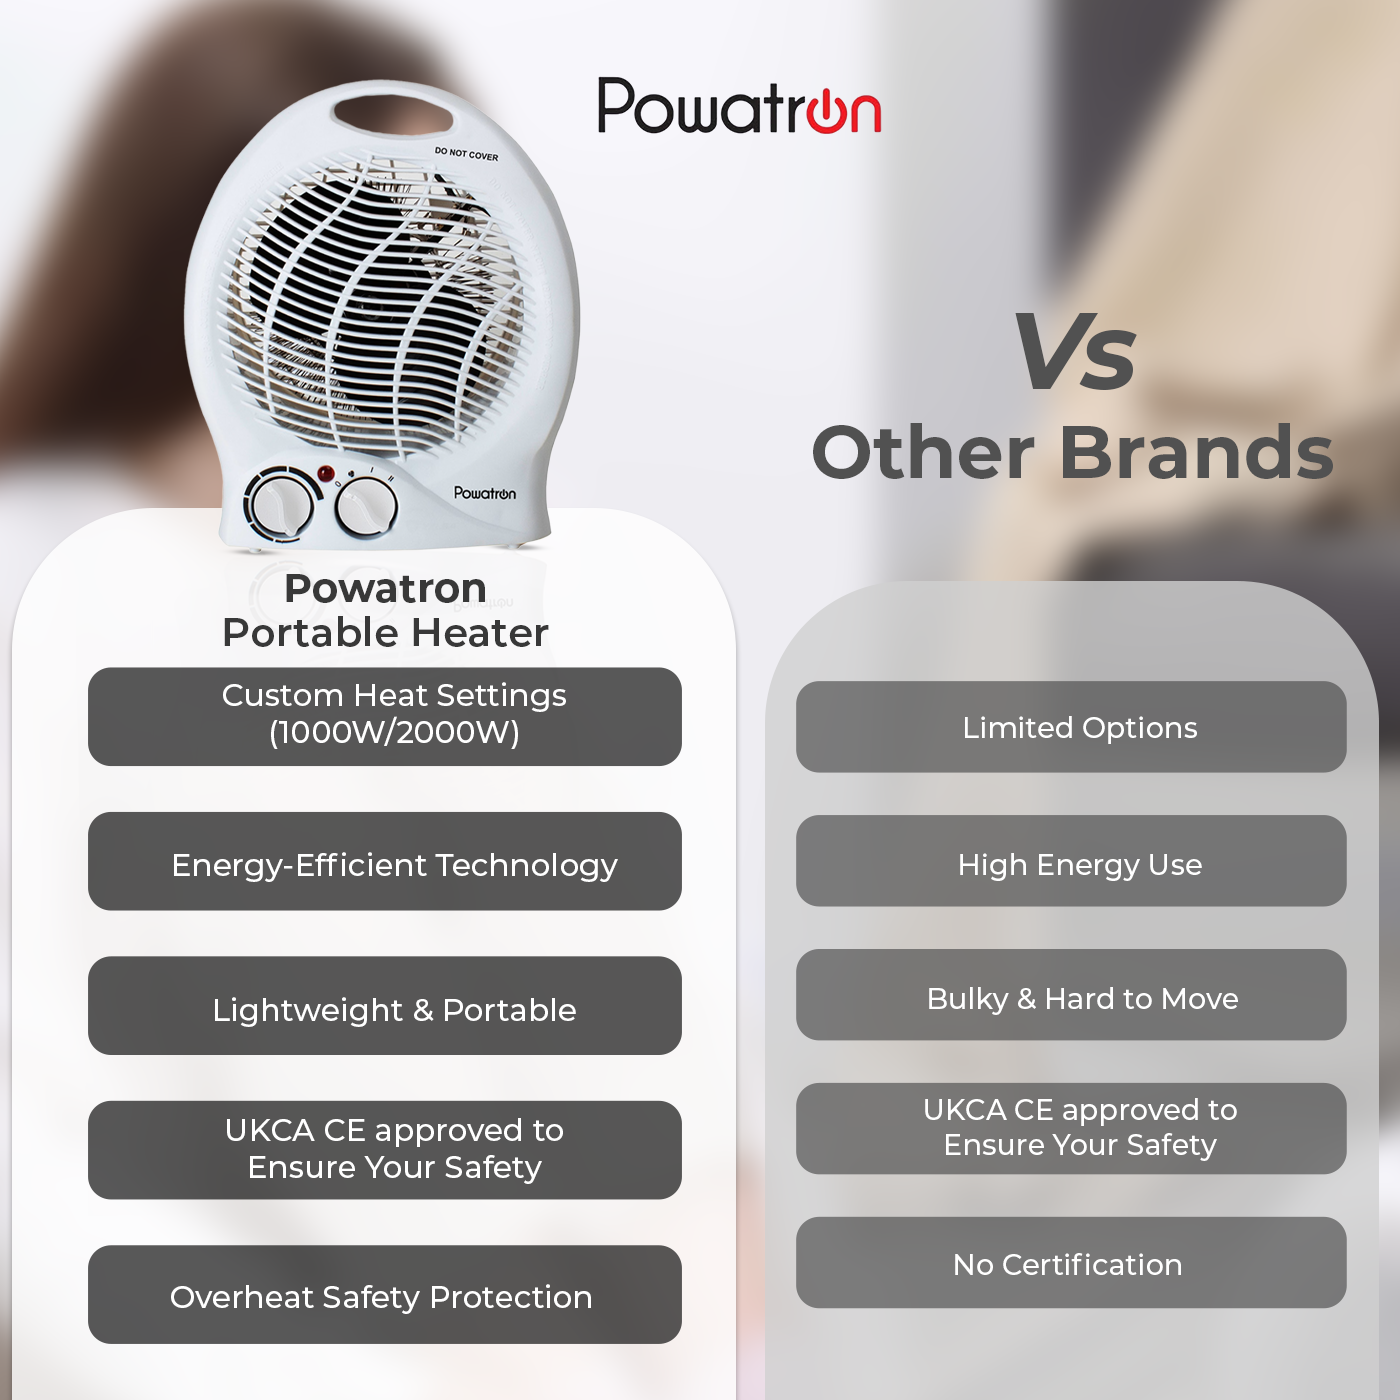 Powatron
DO NOT COVER
Vs
Other Brands
O
I
II
Powatron
Powatron
Portable Heater
Custom Heat Settings
(1000W/2000W)
Energy-Efficient Technology
Lightweight & Portable
UKCA CE approved to
Ensure Your Safety
Overheat Safety Protection
Limited Options
High Energy Use
Bulky & Hard to Move
UKCA CE approved to
Ensure Your Safety
No Certification